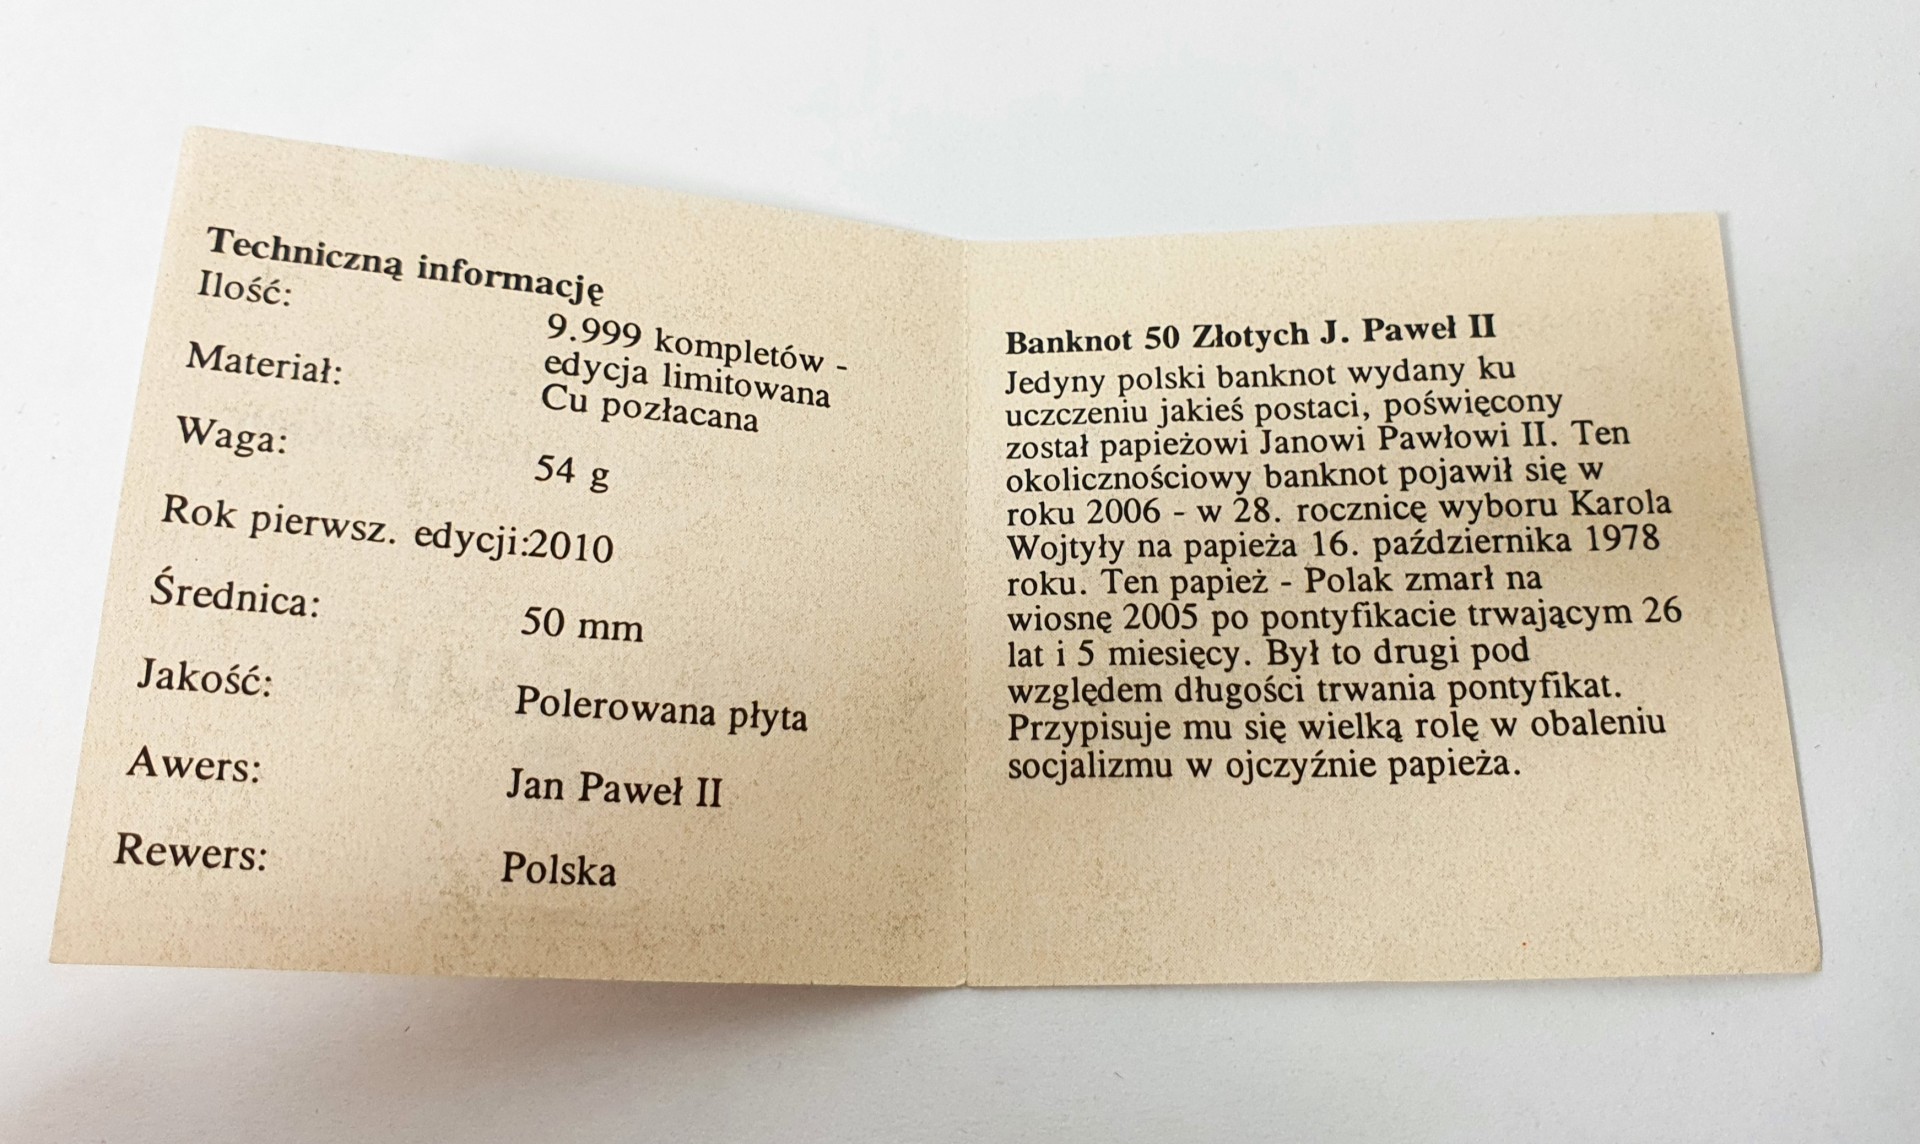 Techniczną informację
Ilość:
9.999 kompletów -
edycja limitowana
Materiał:
Cu pozłacana
Waga:
54 g
Rok pierwsz. edycji:2010
Średnica:
50 mm
Jakość:
Polerowana płyta
Awers:
Jan Paweł II
Rewers:
Polska
Banknot 50 Złotych J. Paweł II
Jedyny polski banknot wydany ku
uczczeniu jakieś postaci, poświęcony
został papieżowi Janowi Pawłowi II. Ten
okolicznościowy banknot pojawił się w
roku 2006 - w 28. rocznicę wyboru Karola
Wojtyły na papieża 16. października 1978
roku. Ten papież - Polak zmarł na
wiosnę 2005 po pontyfikacie trwającym 26
lat i 5 miesięcy. Był to drugi pod
względem długości trwania pontyfikat.
Przypisuje mu się wielką rolę w obaleniu
socjalizmu w ojczyźnie papieża.